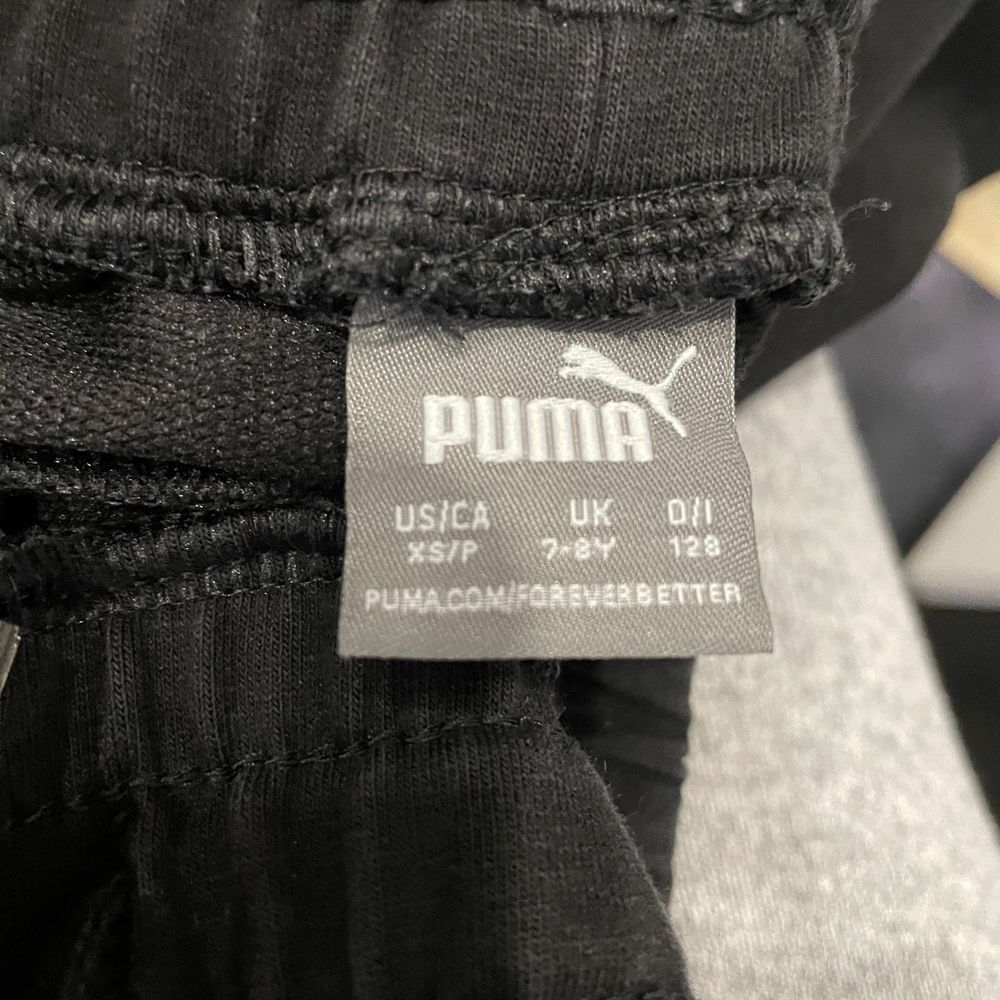 PUMA
US/CA UK D/I
XS/P 7-8Y 128
PUMA.COM/FOREVERBETTER